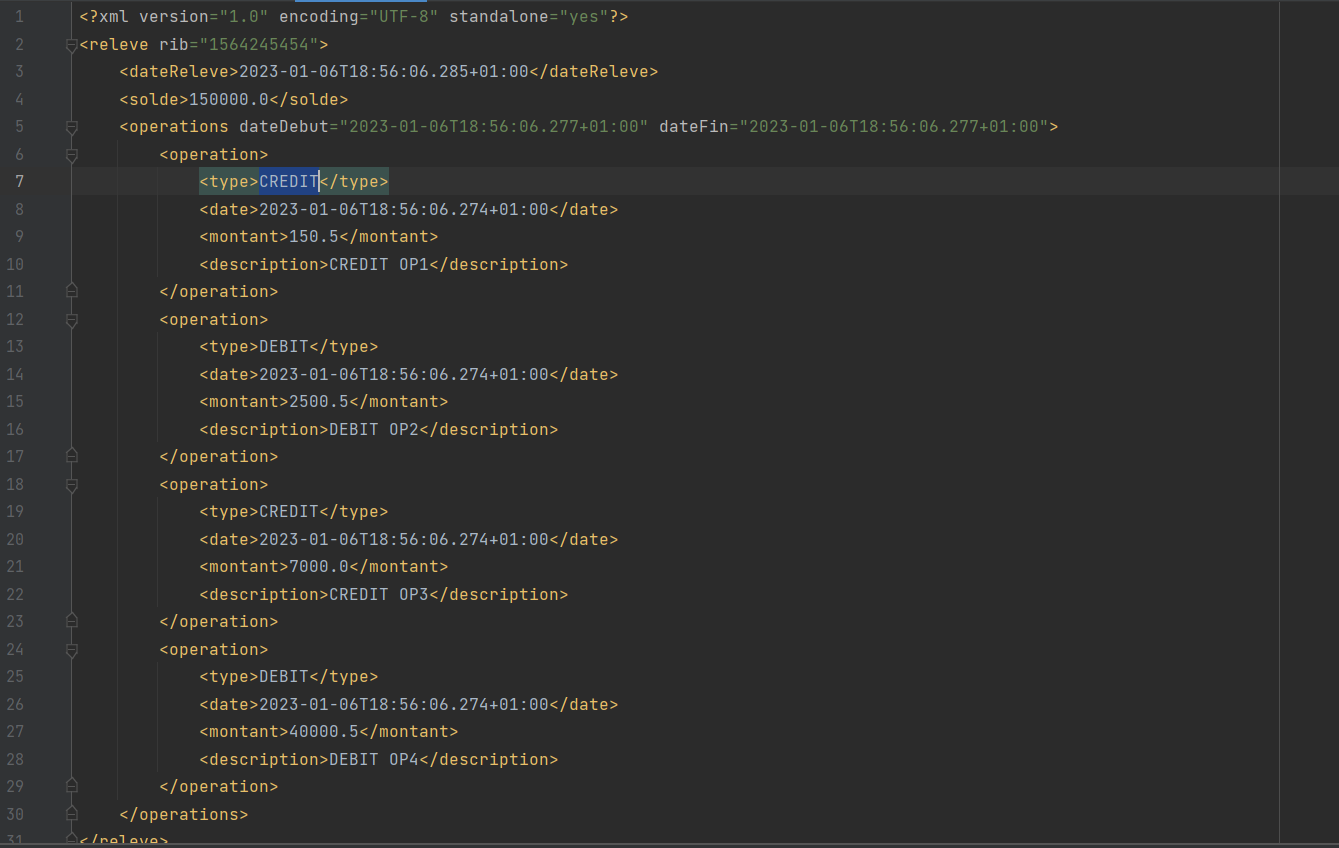 1 <?xml version="1.0" encoding="UTF-8" standalone="yes"?>
2 <releve rib="1564245454">
3 <dateReleve>2023-01-06T18:56:06.285+01:00</dateReleve>
4 <solde>150000.0</solde>
5 <operations dateDebut="2023-01-06T18:56:06.277+01:00" dateFin="2023-01-06T18:56:06.277+01:00">
6 <operation>
7 <type>CREDIT</type>
8 <date>2023-01-06T18:56:06.274+01:00</date>
9 <montant>150.5</montant>
10 <description>CREDIT OP1</description>
11 </operation>
12 <operation>
13 <type>DEBIT</type>
14 <date>2023-01-06T18:56:06.274+01:00</date>
15 <montant>2500.5</montant>
16 <description>DEBIT OP2</description>
17 </operation>
18 <operation>
19 <type>CREDIT</type>
20 <date>2023-01-06T18:56:06.274+01:00</date>
21 <montant>7000.0</montant>
22 <description>CREDIT OP3</description>
23 </operation>
24 <operation>
25 <type>DEBIT</type>
26 <date>2023-01-06T18:56:06.274+01:00</date>
27 <montant>40000.5</montant>
28 <description>DEBIT OP4</description>
29 </operation>
30 </operations>
31 </releve>